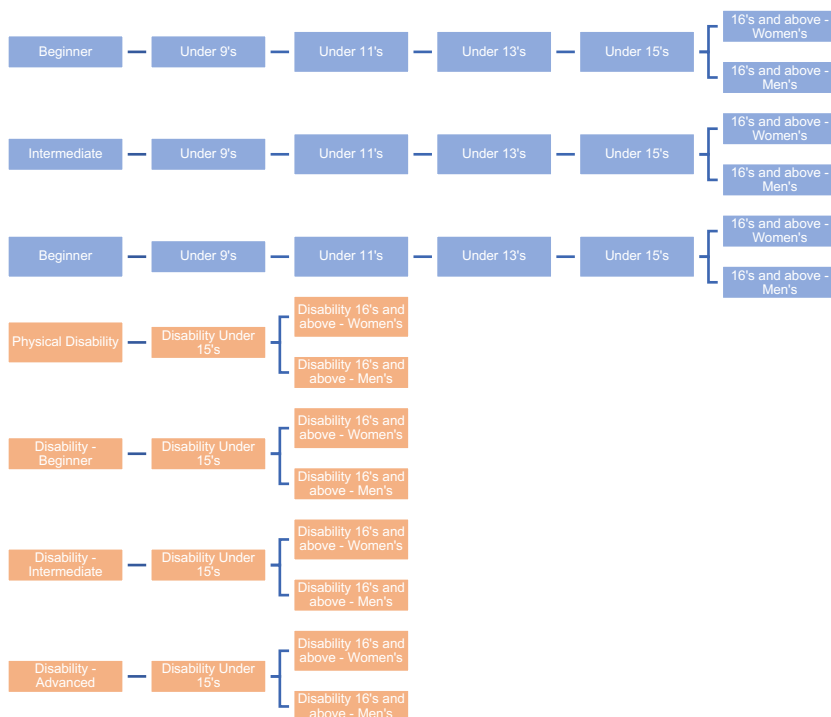 16's and above -
Women's
Beginner
Under 9's
Under 11's
Under 13's
Under 15's
16's and above -
Men's
16's and above -
Women's
Intermediate
Under 9's
Under 11's
Under 13's
Under 15's
16's and above -
Men's
16's and above -
Women's
Beginner
Under 9's
Under 11's
Under 13's
Under 15's
16's and above -
Men's
Disability 16's and
above - Women's
Physical Disability
Disability Under
15's
Disability 16's and
above - Men's
Disability 16's and
above - Women's
Disability -
Beginner
Disability Under
15's
Disability 16's and
above - Men's
Disability 16's and
above - Women's
Disability -
Intermediate
Disability Under
15's
Disability 16's and
above - Men's
Disability 16's and
above - Women's
Disability -
Advanced
Disability Under
15's
Disability 16's and
above - Men's